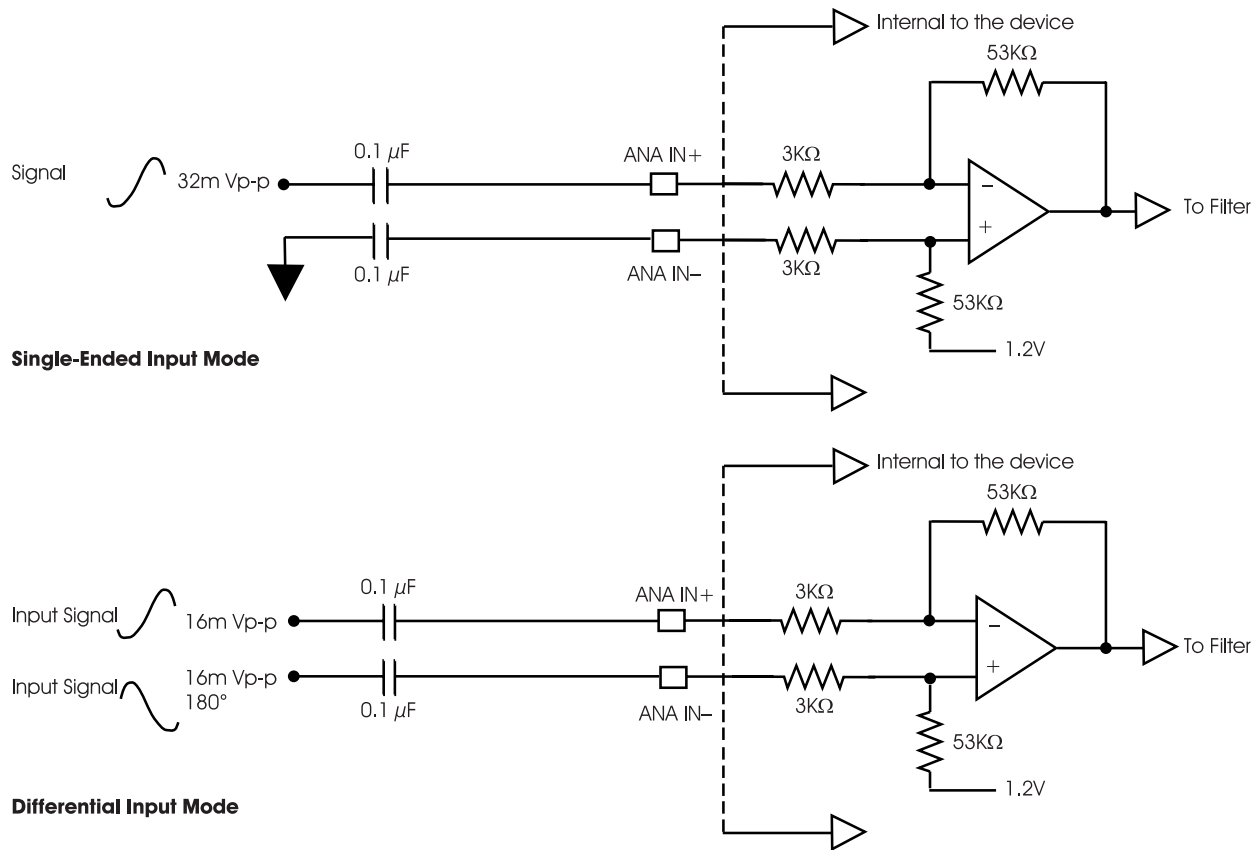 Internal to the device
53KΩ
0.1 µF
ANA IN+
3KΩ
Signal
32m Vp-p
−
To Filter
+
0.1 µF
ANA IN−
3KΩ
53KΩ
1.2V
Single-Ended Input Mode
Internal to the device
53KΩ
0.1 µF
ANA IN+
3KΩ
Input Signal
16m Vp-p
−
To Filter
Input Signal
16m Vp-p
180°
+
0.1 µF
ANA IN−
3KΩ
53KΩ
1.2V
Differential Input Mode